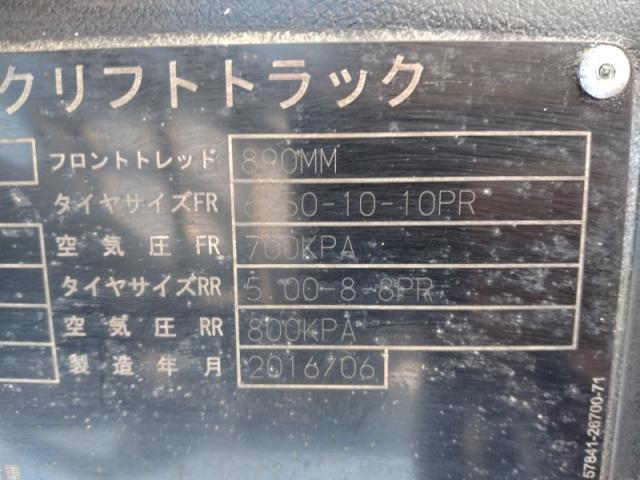 クリフトトラック
フロントトレッド 890MM
タイヤサイズFR 6.50-10-10PR
空気圧 FR 700KPA
タイヤサイズRR 5.00-8-8PR
空気圧 RR 800KPA
製造年月 2016/06
57841-26700-71
重